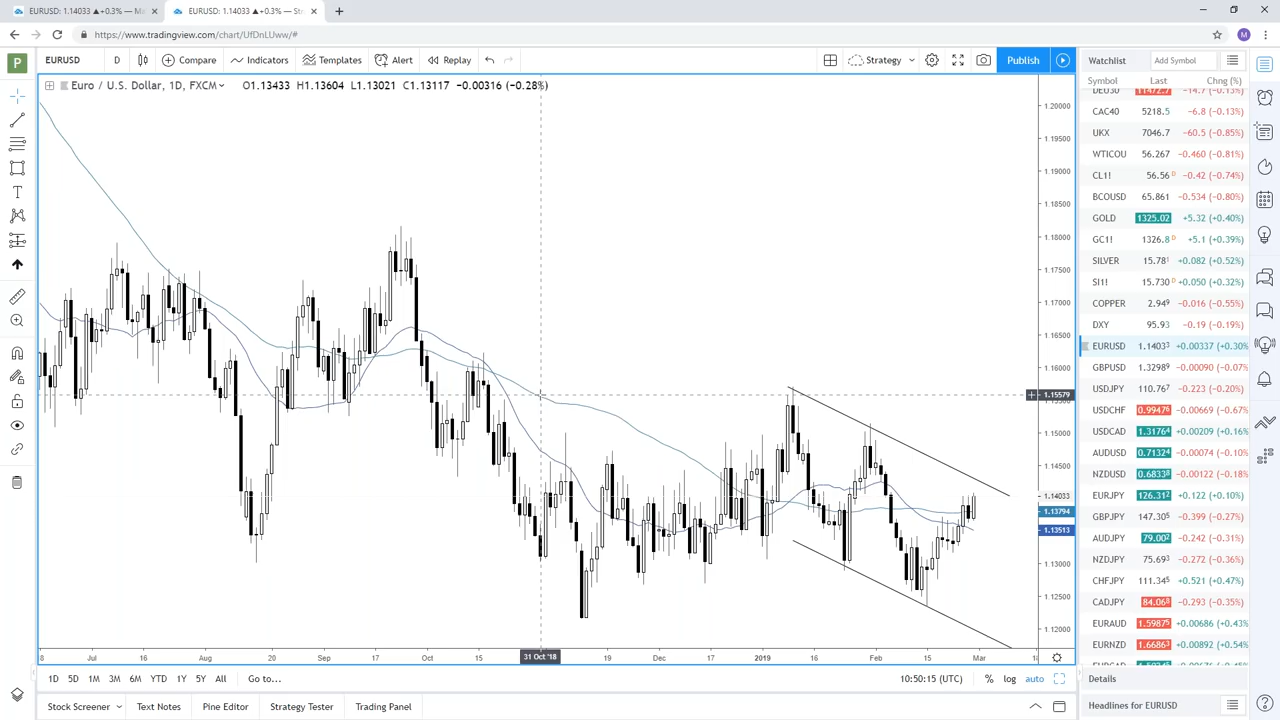 EURUSD: 1.14033 ▲+0.3% — Ma
EURUSD: 1.14033 ▲+0.3% — Str
https://www.tradingview.com/chart/UfDnLUww/#
M
P
EURUSD D Compare Indicators Templates Alert Replay Strategy Publish
Euro / U.S. Dollar, 1D, FXCM O1.13433 H1.13604 L1.13021 C1.13117 −0.00316 (−0.28%)
1.20000
1.19500
1.19000
1.18500
1.18000
1.17500
1.17000
1.16500
1.16000
1.15579
1.15000
1.14500
1.14033
1.13794
1.13513
1.13000
1.12500
1.12000
8 Jul 16 Aug 20 Sep 17 Oct 15 31 Oct '18 19 Dec 17 2019 16 Feb 15 Mar
1D 5D 1M 3M 6M YTD 1Y 5Y All Go to... 10:50:15 (UTC) % log auto
Stock Screener Text Notes Pine Editor Strategy Tester Trading Panel
Watchlist Add Symbol
Symbol Last Chng (%)
DE30 11472.7 −14.7 (−0.13%)
CAC40 5218.5 −6.8 (−0.13%)
UKX 7046.7 −60.5 (−0.85%)
WTICOU 56.267 −0.460 (−0.81%)
CL1! 56.56 D −0.42 (−0.74%)
BCOUSD 65.861 −0.534 (−0.80%)
GOLD 1325.02 +5.32 (+0.40%)
GC1! 1326.8 D +5.1 (+0.39%)
SILVER 15.781 +0.082 (+0.52%)
SI1! 15.730 D +0.050 (+0.32%)
COPPER 2.949 −0.016 (−0.55%)
DXY 95.93 −0.19 (−0.19%)
EURUSD 1.14033 +0.00337 (+0.30%
GBPUSD 1.32989 −0.00090 (−0.07%
USDJPY 110.767 −0.223 (−0.20%)
USDCHF 0.99476 −0.00669 (−0.67%
USDCAD 1.31764 +0.00209 (+0.16%
AUDUSD 0.71324 −0.00074 (−0.10%
NZDUSD 0.68338 −0.00122 (−0.18%
EURJPY 126.312 +0.122 (+0.10%)
GBPJPY 147.305 −0.399 (−0.27%)
AUDJPY 79.002 −0.242 (−0.31%)
NZDJPY 75.693 −0.272 (−0.36%)
CHFJPY 111.345 +0.521 (+0.47%)
CADJPY 84.068 −0.293 (−0.35%)
EURAUD 1.59875 +0.00686 (+0.43%
EURNZD 1.66863 +0.00892 (+0.54%
Details
Headlines for EURUSD